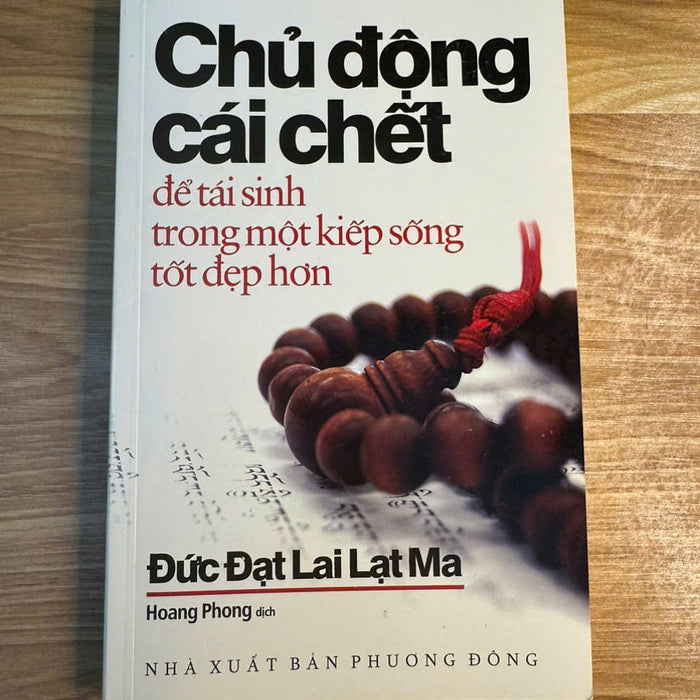 Chủ động
cái chết
để tái sinh
trong một kiếp sống
tốt đẹp hơn
Đức Đạt Lai Lạt Ma
Hoang Phong dịch
NHÀ XUẤT BẢN PHƯƠNG ĐÔNG